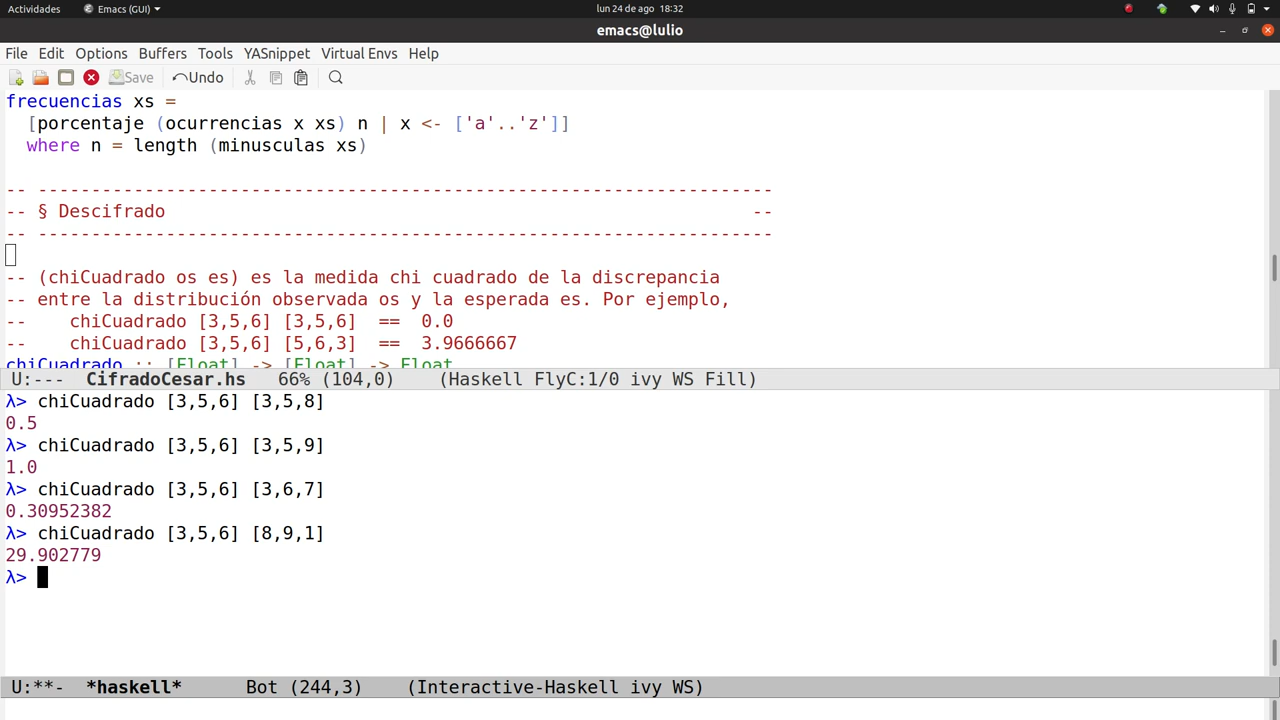 Actividades Emacs (GUI) lun 24 de ago 18:32
emacs@lulio
File Edit Options Buffers Tools YASnippet Virtual Envs Help
Save Undo
frecuencias xs =
  [porcentaje (ocurrencias x xs) n | x <- ['a'..'z']]
  where n = length (minusculas xs)
-- ---------------------------------------------------------------------
-- § Descifrado                                                       --
-- ---------------------------------------------------------------------
-- (chiCuadrado os es) es la medida chi cuadrado de la discrepancia
-- entre la distribución observada os y la esperada es. Por ejemplo,
--    chiCuadrado [3,5,6] [3,5,6]  ==  0.0
--    chiCuadrado [3,5,6] [5,6,3]  ==  3.9666667
chiCuadrado :: [Float] -> [Float] -> Float
U:---  CifradoCesar.hs   66% (104,0)    (Haskell FlyC:1/0 ivy WS Fill)
λ> chiCuadrado [3,5,6] [3,5,8]
0.5
λ> chiCuadrado [3,5,6] [3,5,9]
1.0
λ> chiCuadrado [3,5,6] [3,6,7]
0.30952382
λ> chiCuadrado [3,5,6] [8,9,1]
29.902779
λ>
U:**-  *haskell*      Bot (244,3)    (Interactive-Haskell ivy WS)